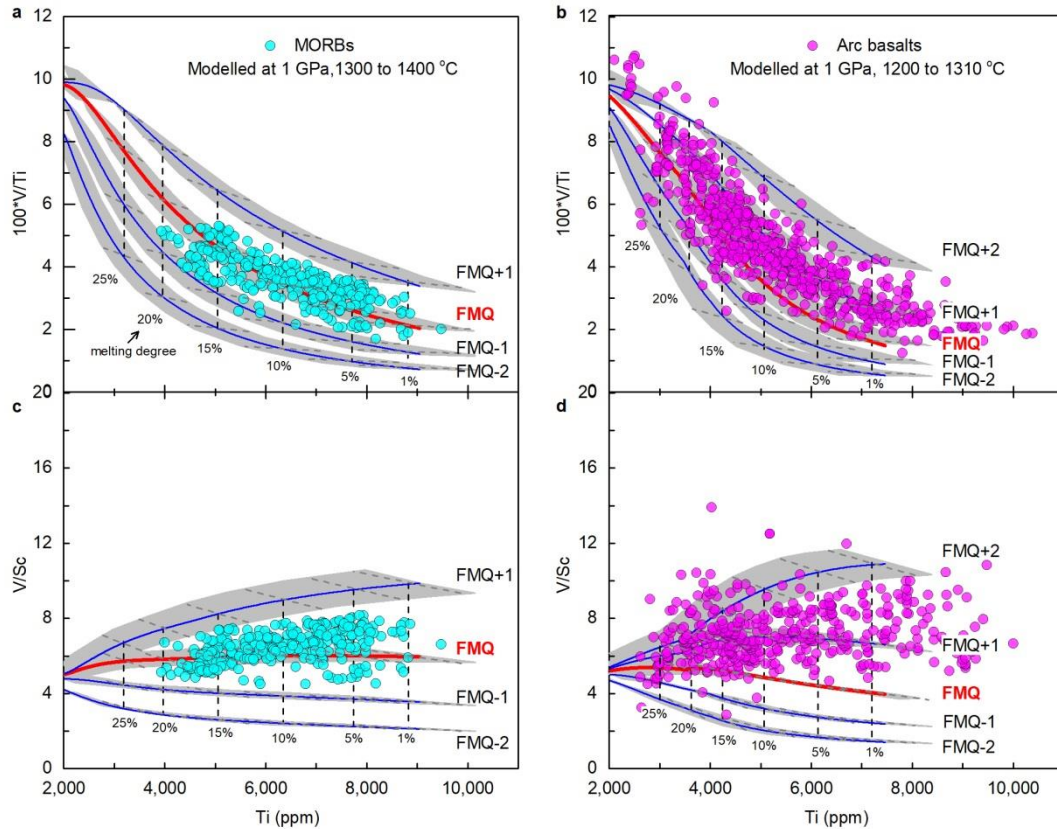 a
MORBs
Modelled at 1 GPa,1300 to 1400 °C
100*V/Ti
12
10
8
6
4
2
0
25%
20%
melting degree
15%
10%
5%
1%
FMQ+1
FMQ
FMQ-1
FMQ-2
b
Arc basalts
Modelled at 1 GPa, 1200 to 1310 °C
100*V/Ti
12
10
8
6
4
2
0
25%
20%
15%
10%
5%
1%
FMQ+2
FMQ+1
FMQ
FMQ-1
FMQ-2
c
V/Sc
20
16
12
8
4
0
25%
20%
15%
10%
5%
1%
FMQ+1
FMQ
FMQ-1
FMQ-2
2,000
4,000
6,000
8,000
10,000
Ti (ppm)
d
V/Sc
20
16
12
8
4
0
25%
20%
15%
10%
5%
1%
FMQ+2
FMQ+1
FMQ
FMQ-1
FMQ-2
2,000
4,000
6,000
8,000
10,000
Ti (ppm)